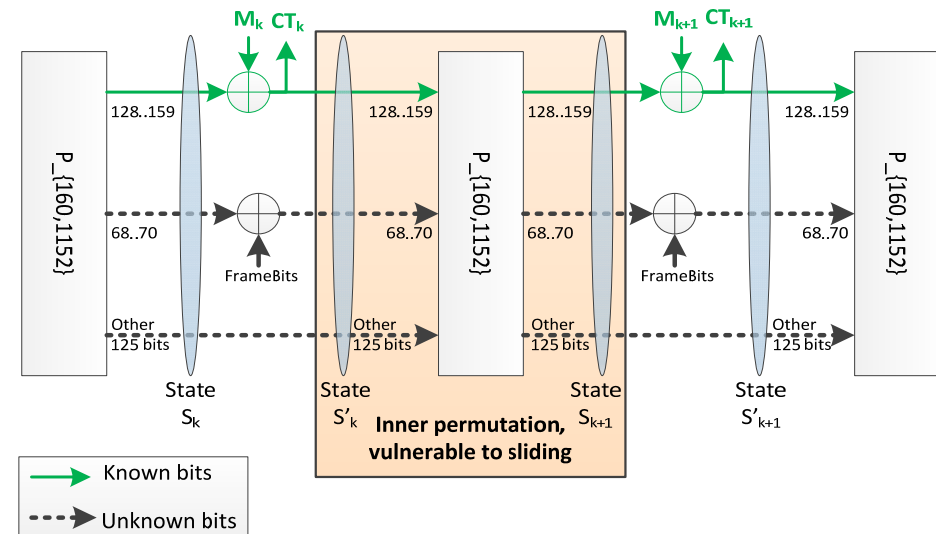 M_k CT_k
M_{k+1} CT_{k+1}
128..159
128..159
128..159
128..159
P_{160,1152}
P_{160,1152}
P_{160,1152}
68..70
68..70
68..70
68..70
FrameBits
FrameBits
Other
125 bits
Other
125 bits
Other
125 bits
Other
125 bits
State
S_k
State
S'_k
State
S_{k+1}
State
S'_{k+1}
Inner permutation,
vulnerable to sliding
Known bits
Unknown bits